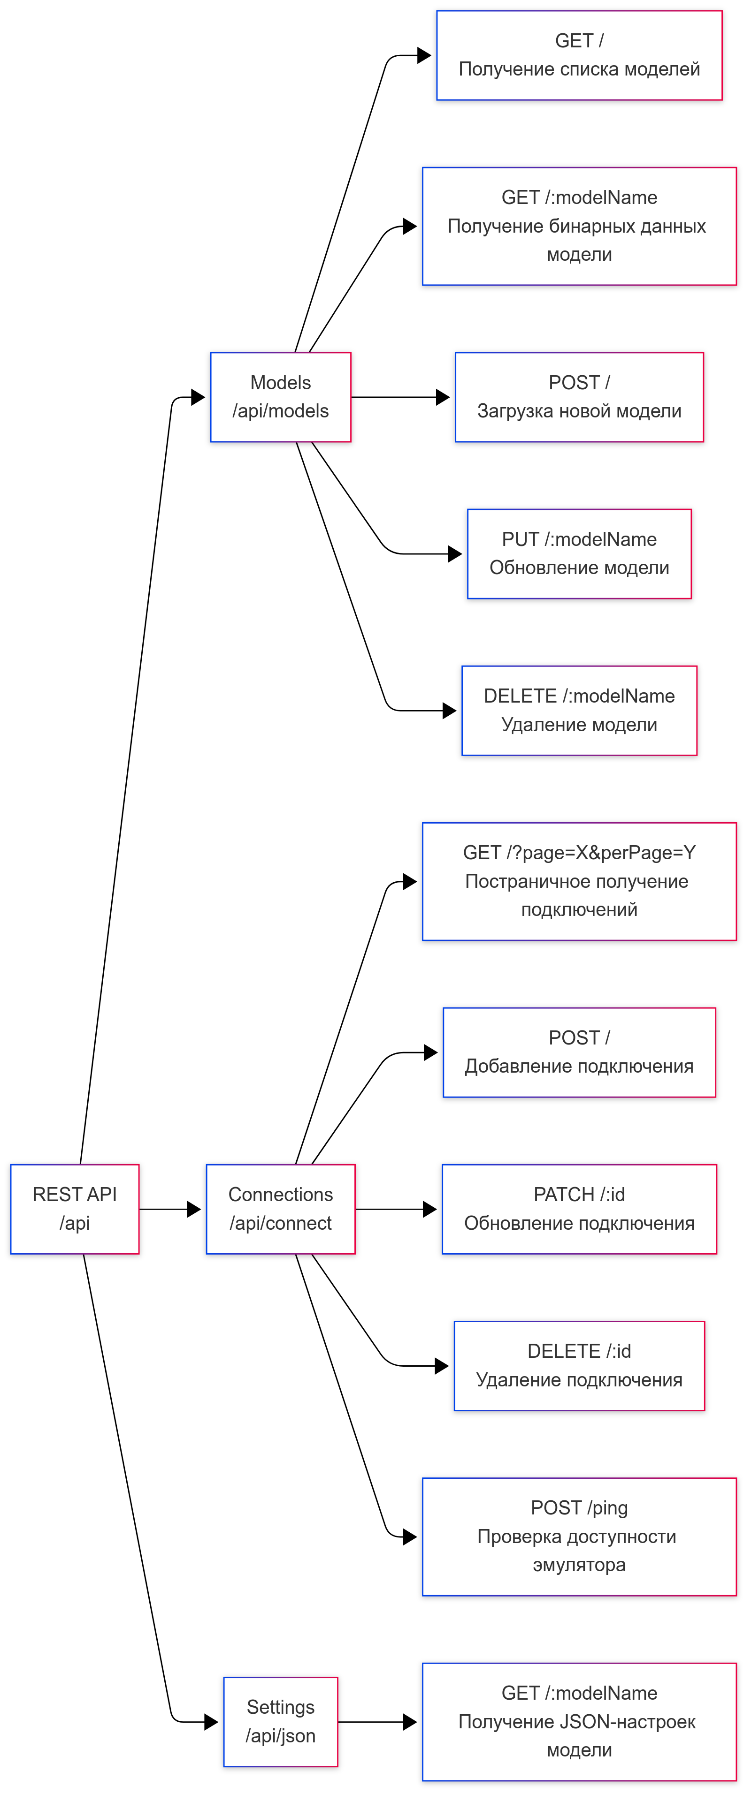 GET /
Получение списка моделей
GET /:modelName
Получение бинарных данных
модели
Models
/api/models
POST /
Загрузка новой модели
PUT /:modelName
Обновление модели
DELETE /:modelName
Удаление модели
GET /?page=X&perPage=Y
Постраничное получение
подключений
POST /
Добавление подключения
REST API
/api
Connections
/api/connect
PATCH /:id
Обновление подключения
DELETE /:id
Удаление подключения
POST /ping
Проверка доступности
эмулятора
Settings
/api/json
GET /:modelName
Получение JSON-настроек
модели